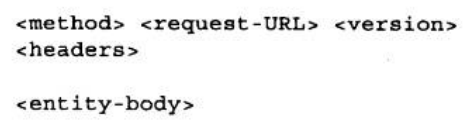 <method> <request-URL> <version>
<headers>
<entity-body>